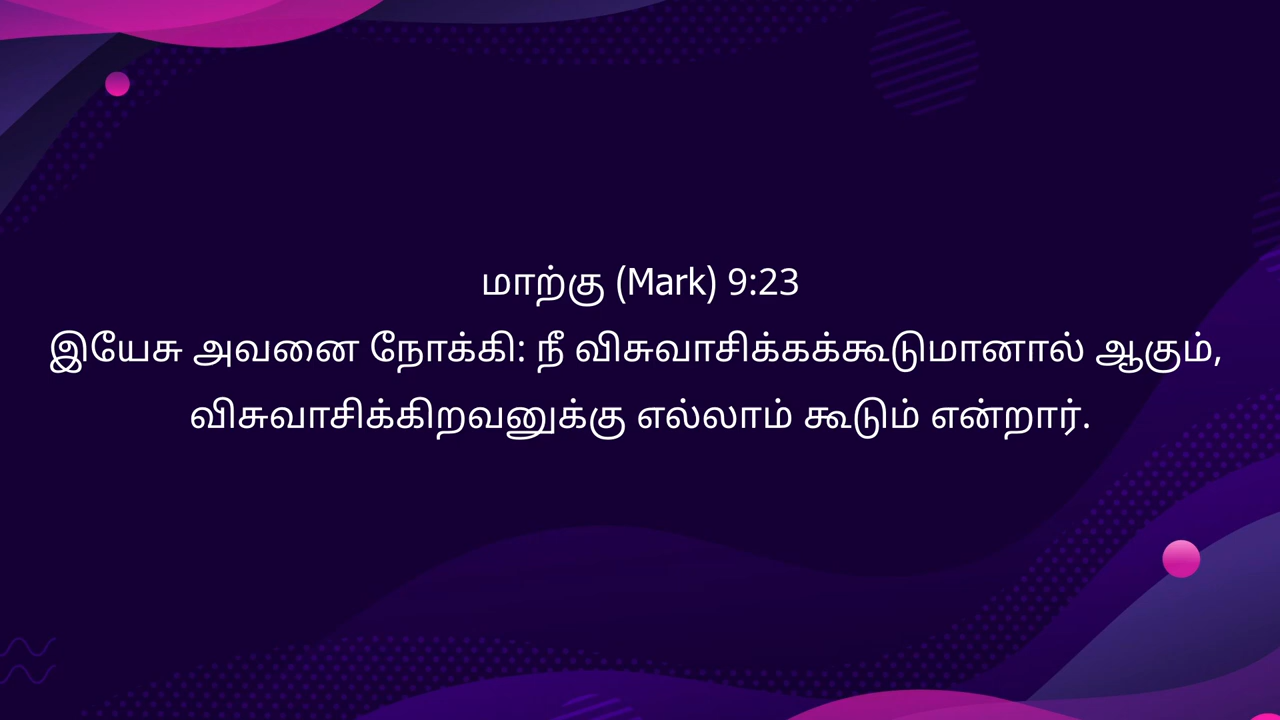 மாற்கு (Mark) 9:23
இயேசு அவனை நோக்கி: நீ விசுவாசிக்கக்கூடுமானால் ஆகும்,
விசுவாசிக்கிறவனுக்கு எல்லாம் கூடும் என்றார்.